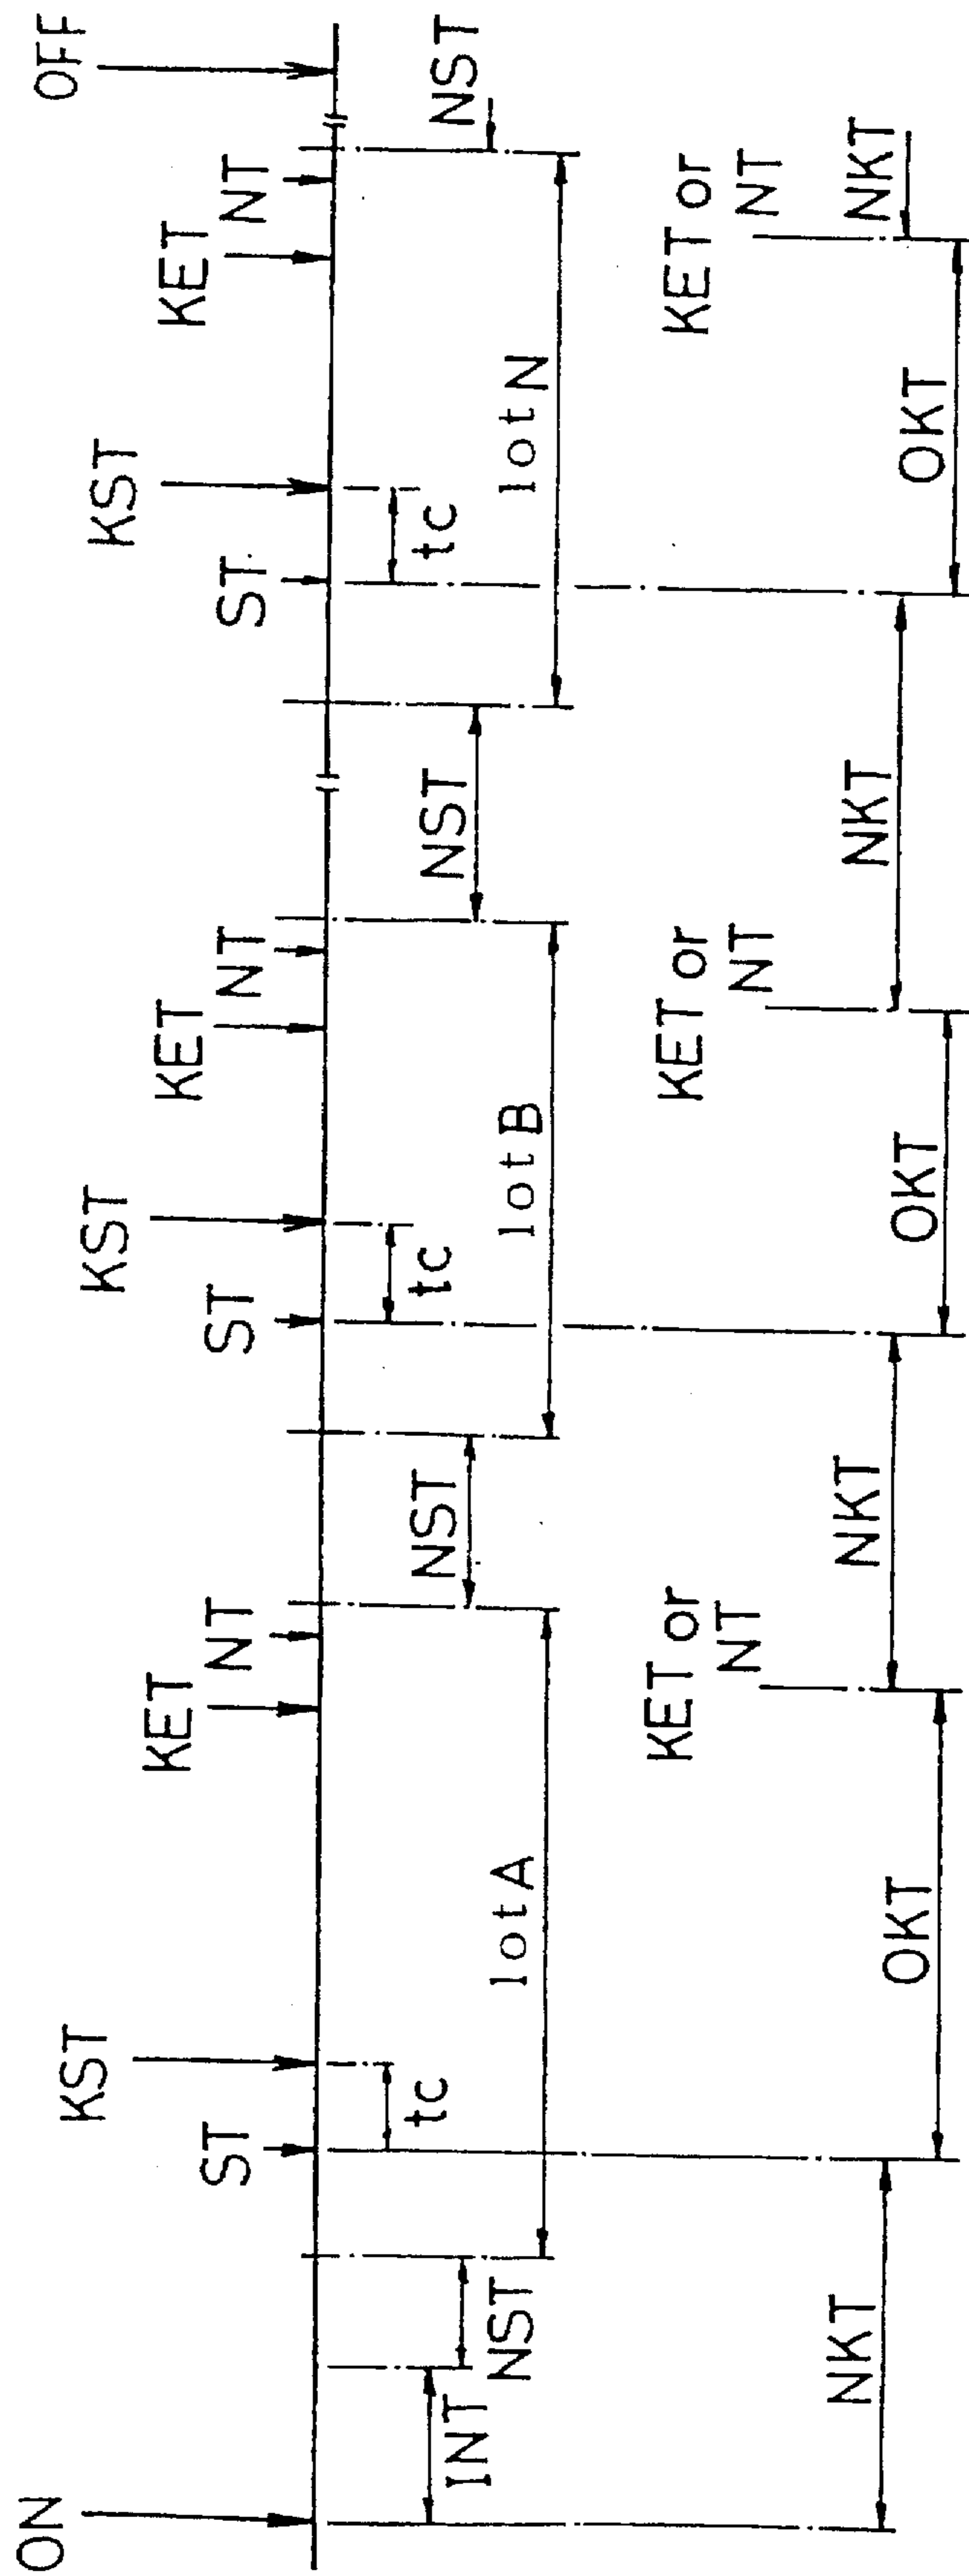 ON
OFF
KST
KST
KST
ST
KET
NT
ST
KET
NT
ST
KET
NT
tc
tc
tc
INT
NST
NST
NST
NST
lot A
lot B
lot N
KET or
NT
KET or
NT
KET or
NT
NKT
NKT
NKT
NKT
OKT
OKT
OKT